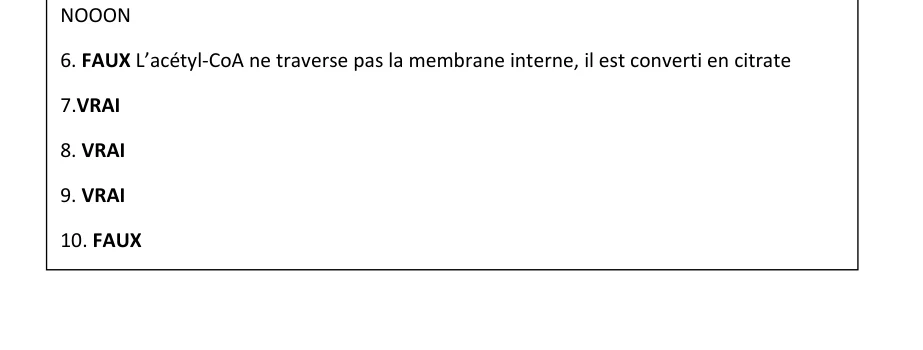 NOOON
6. FAUX L’acétyl-CoA ne traverse pas la membrane interne, il est converti en citrate
7.VRAI
8. VRAI
9. VRAI
10. FAUX